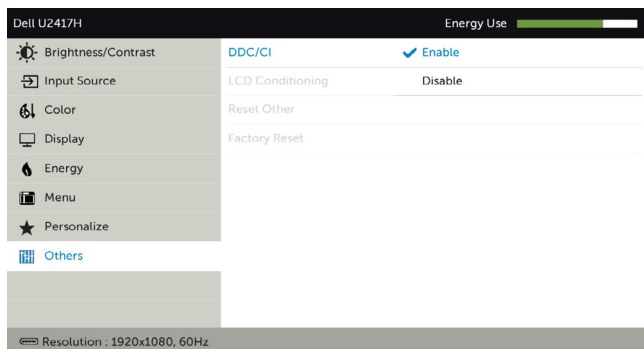 Dell U2417H
Energy Use
Brightness/Contrast
DDC/CI
Enable
Input Source
LCD Conditioning
Disable
Color
Reset Other
Display
Factory Reset
Energy
Menu
Personalize
Others
Resolution : 1920x1080, 60Hz